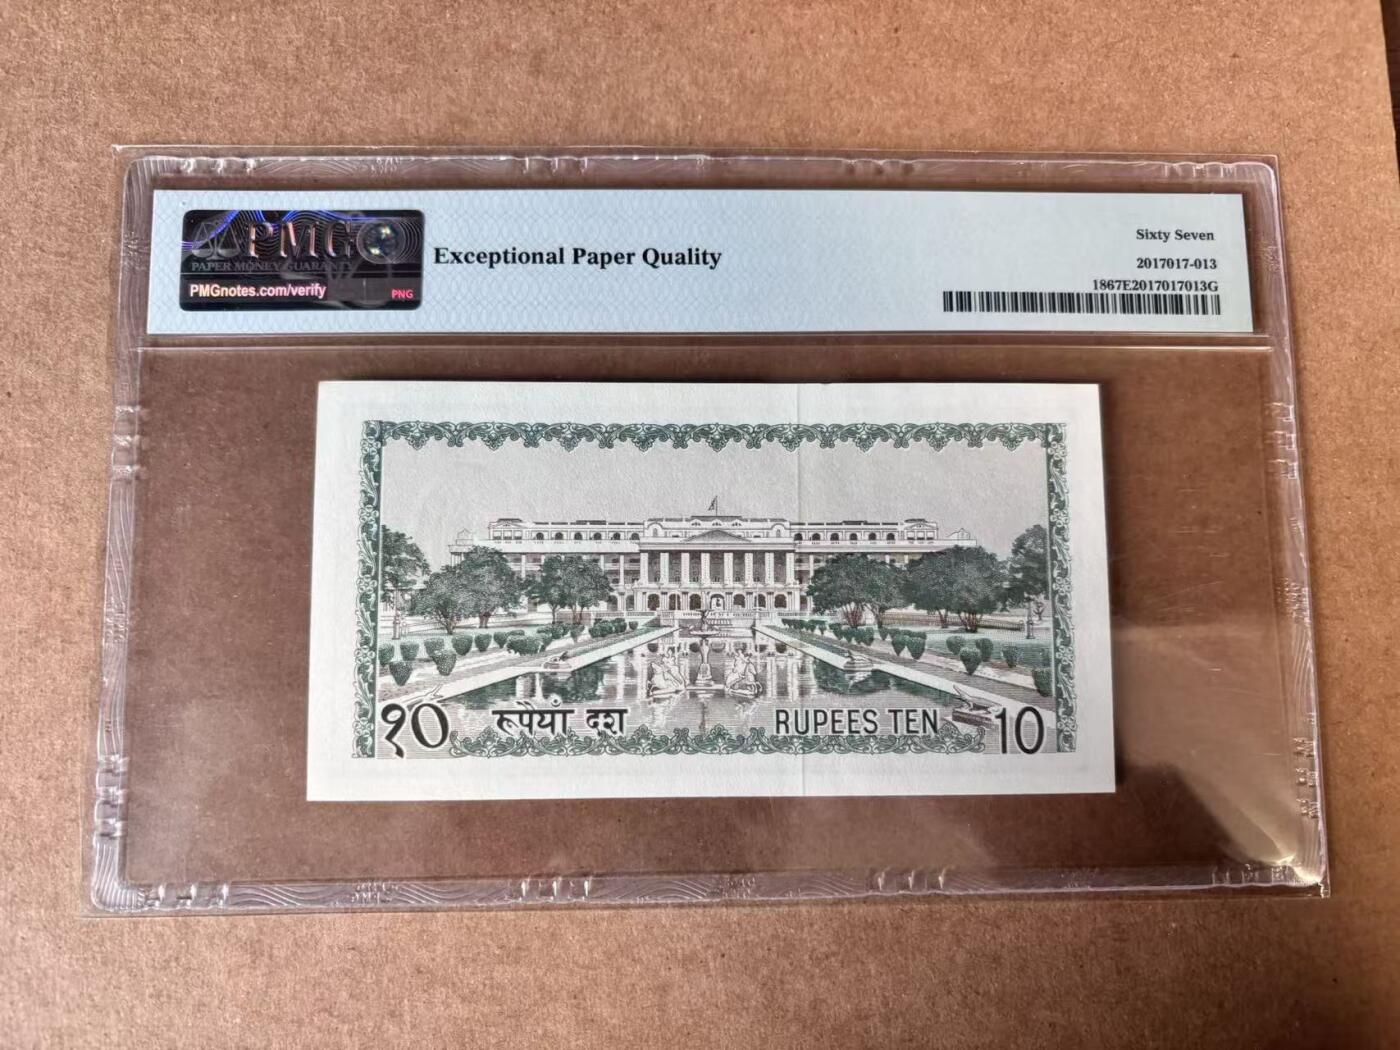 PMG
PAPER MONEY GUARANTY
PMGnotes.com/verify
PNG
Exceptional Paper Quality
Sixty Seven
2017017-013
1867E2017017013G
१० रूपैयाँ दश RUPEES TEN 10